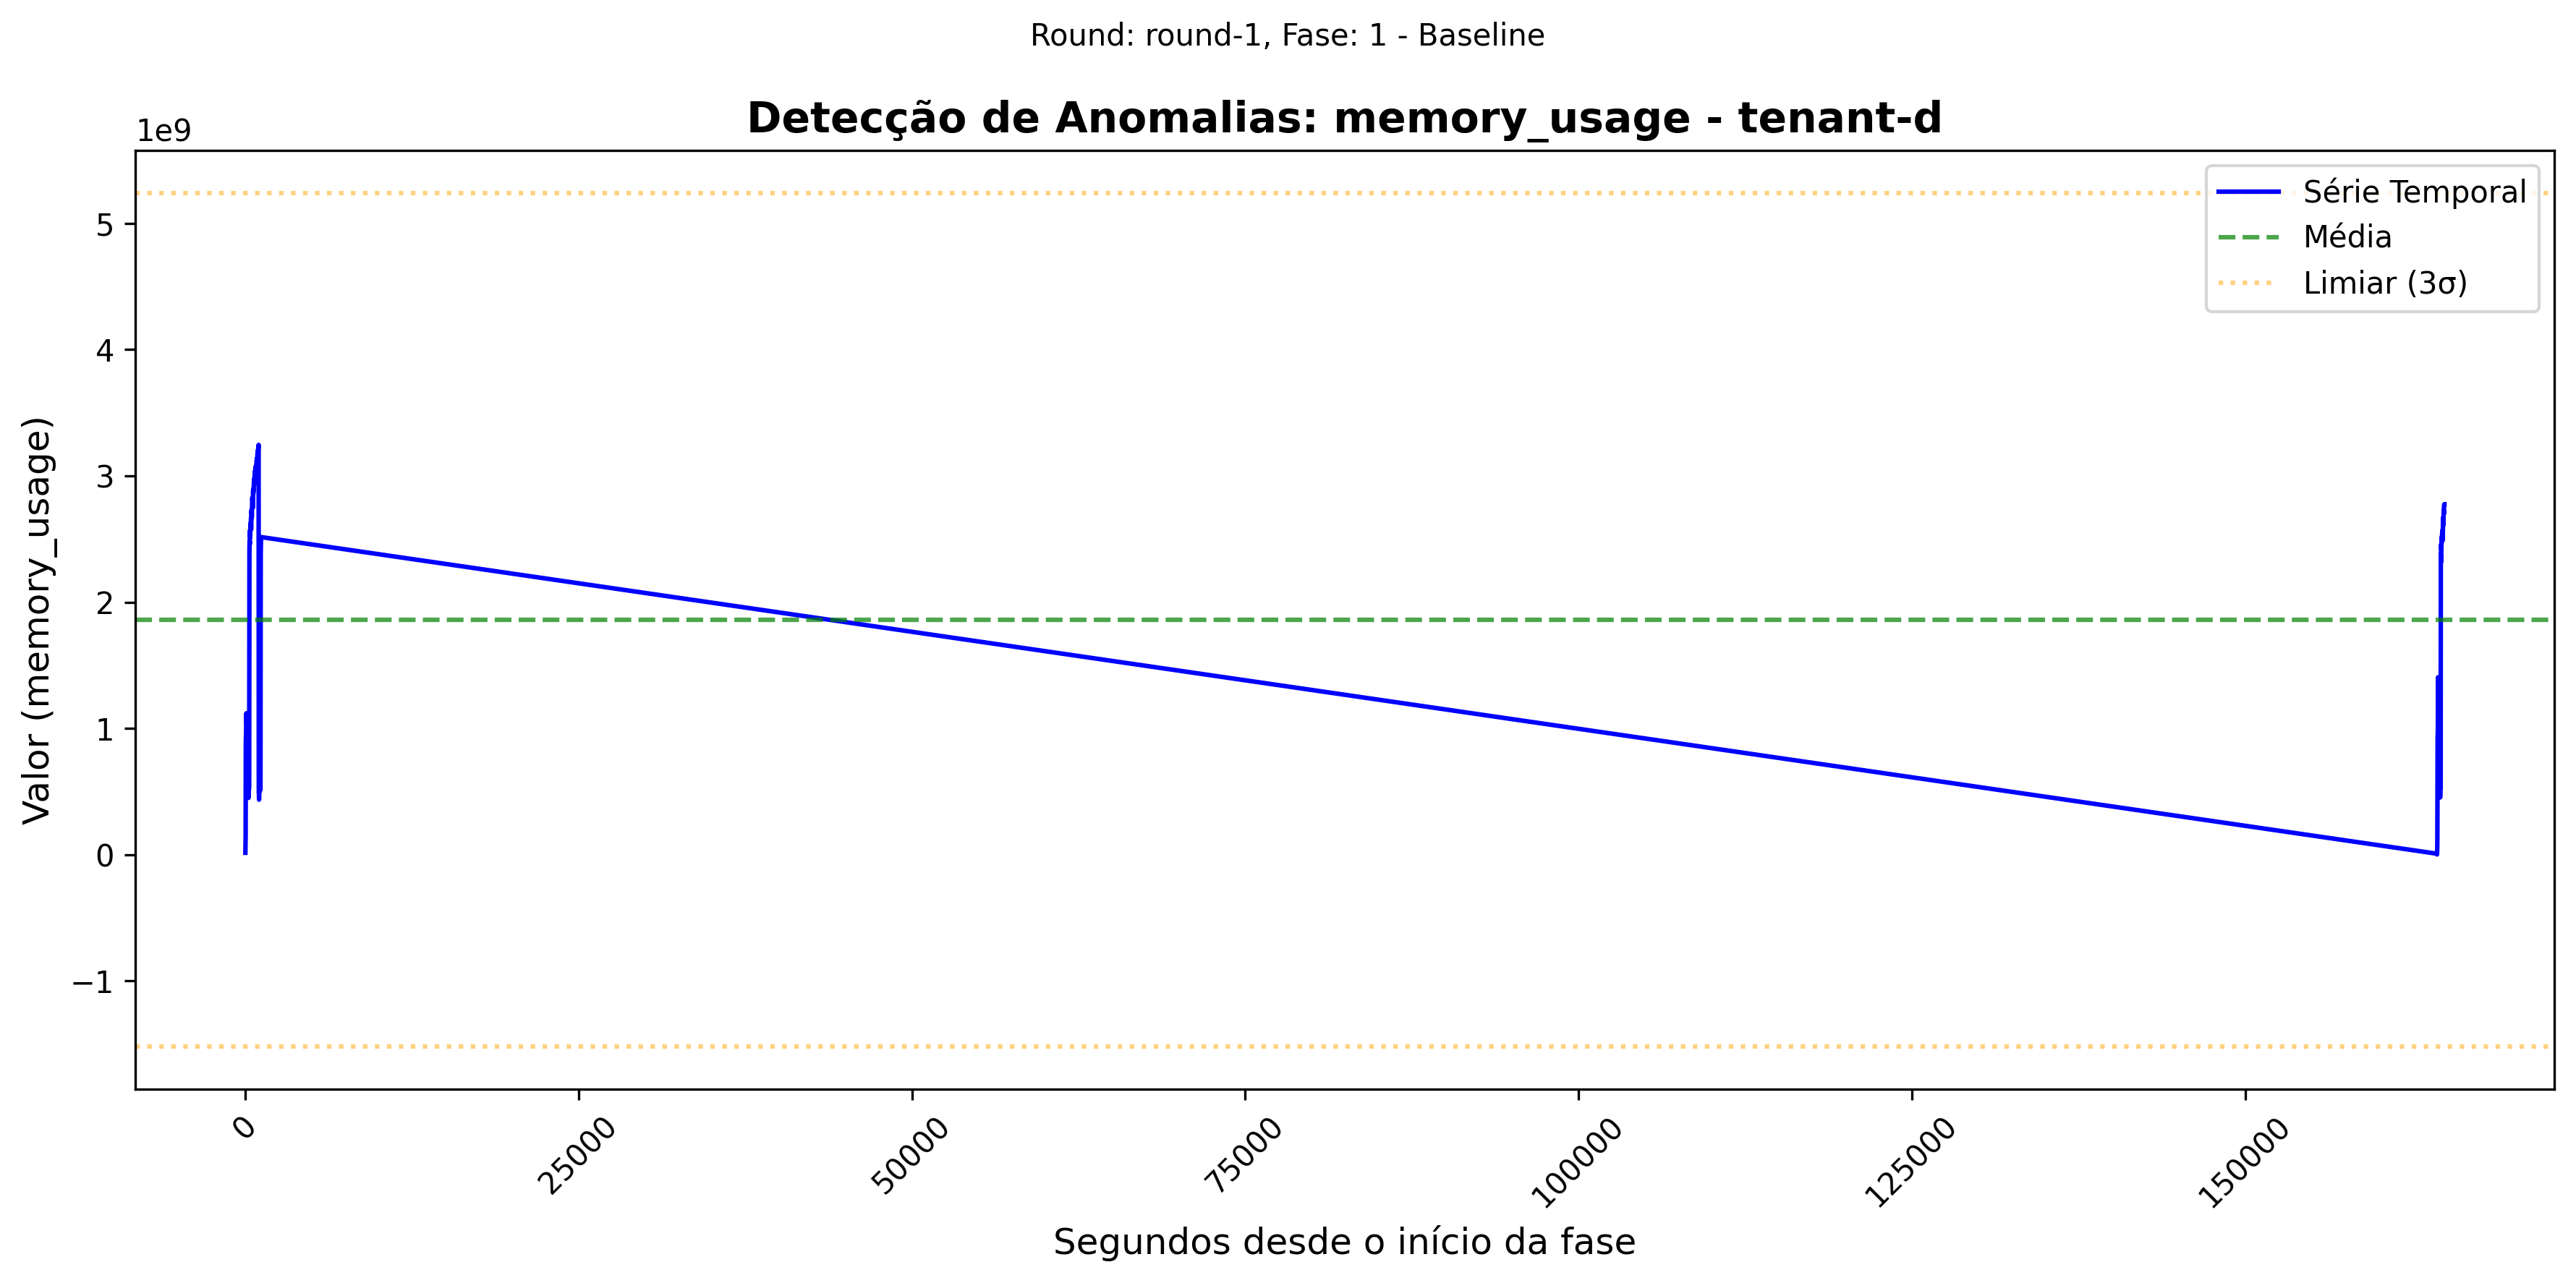 Round: round-1, Fase: 1 - Baseline
Detecção de Anomalias: memory_usage - tenant-d
1e9
Série Temporal
Média
Limiar (3σ)
5
4
3
2
1
0
−1
Valor (memory_usage)
0
25000
50000
75000
100000
125000
150000
Segundos desde o início da fase